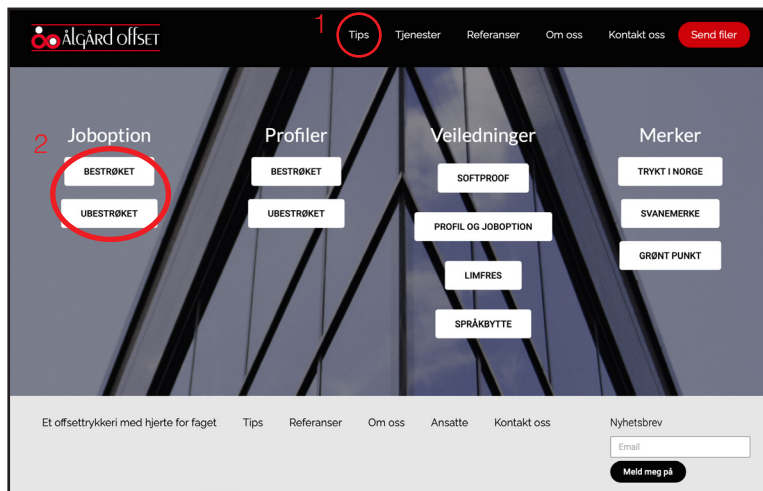 ålgård offset
1
Tips Tjenester Referanser Om oss Kontakt oss Send filer
2
Joboption
BESTRØKET
UBESTRØKET
Profiler
BESTRØKET
UBESTRØKET
Veiledninger
SOFTPROOF
PROFIL OG JOBOPTION
LIMFRES
SPRÅKBYTTE
Merker
TRYKT I NORGE
SVANEMERKE
GRØNT PUNKT
Et offsettrykkeri med hjerte for faget Tips Referanser Om oss Ansatte Kontakt oss
Nyhetsbrev
Email
Meld meg på